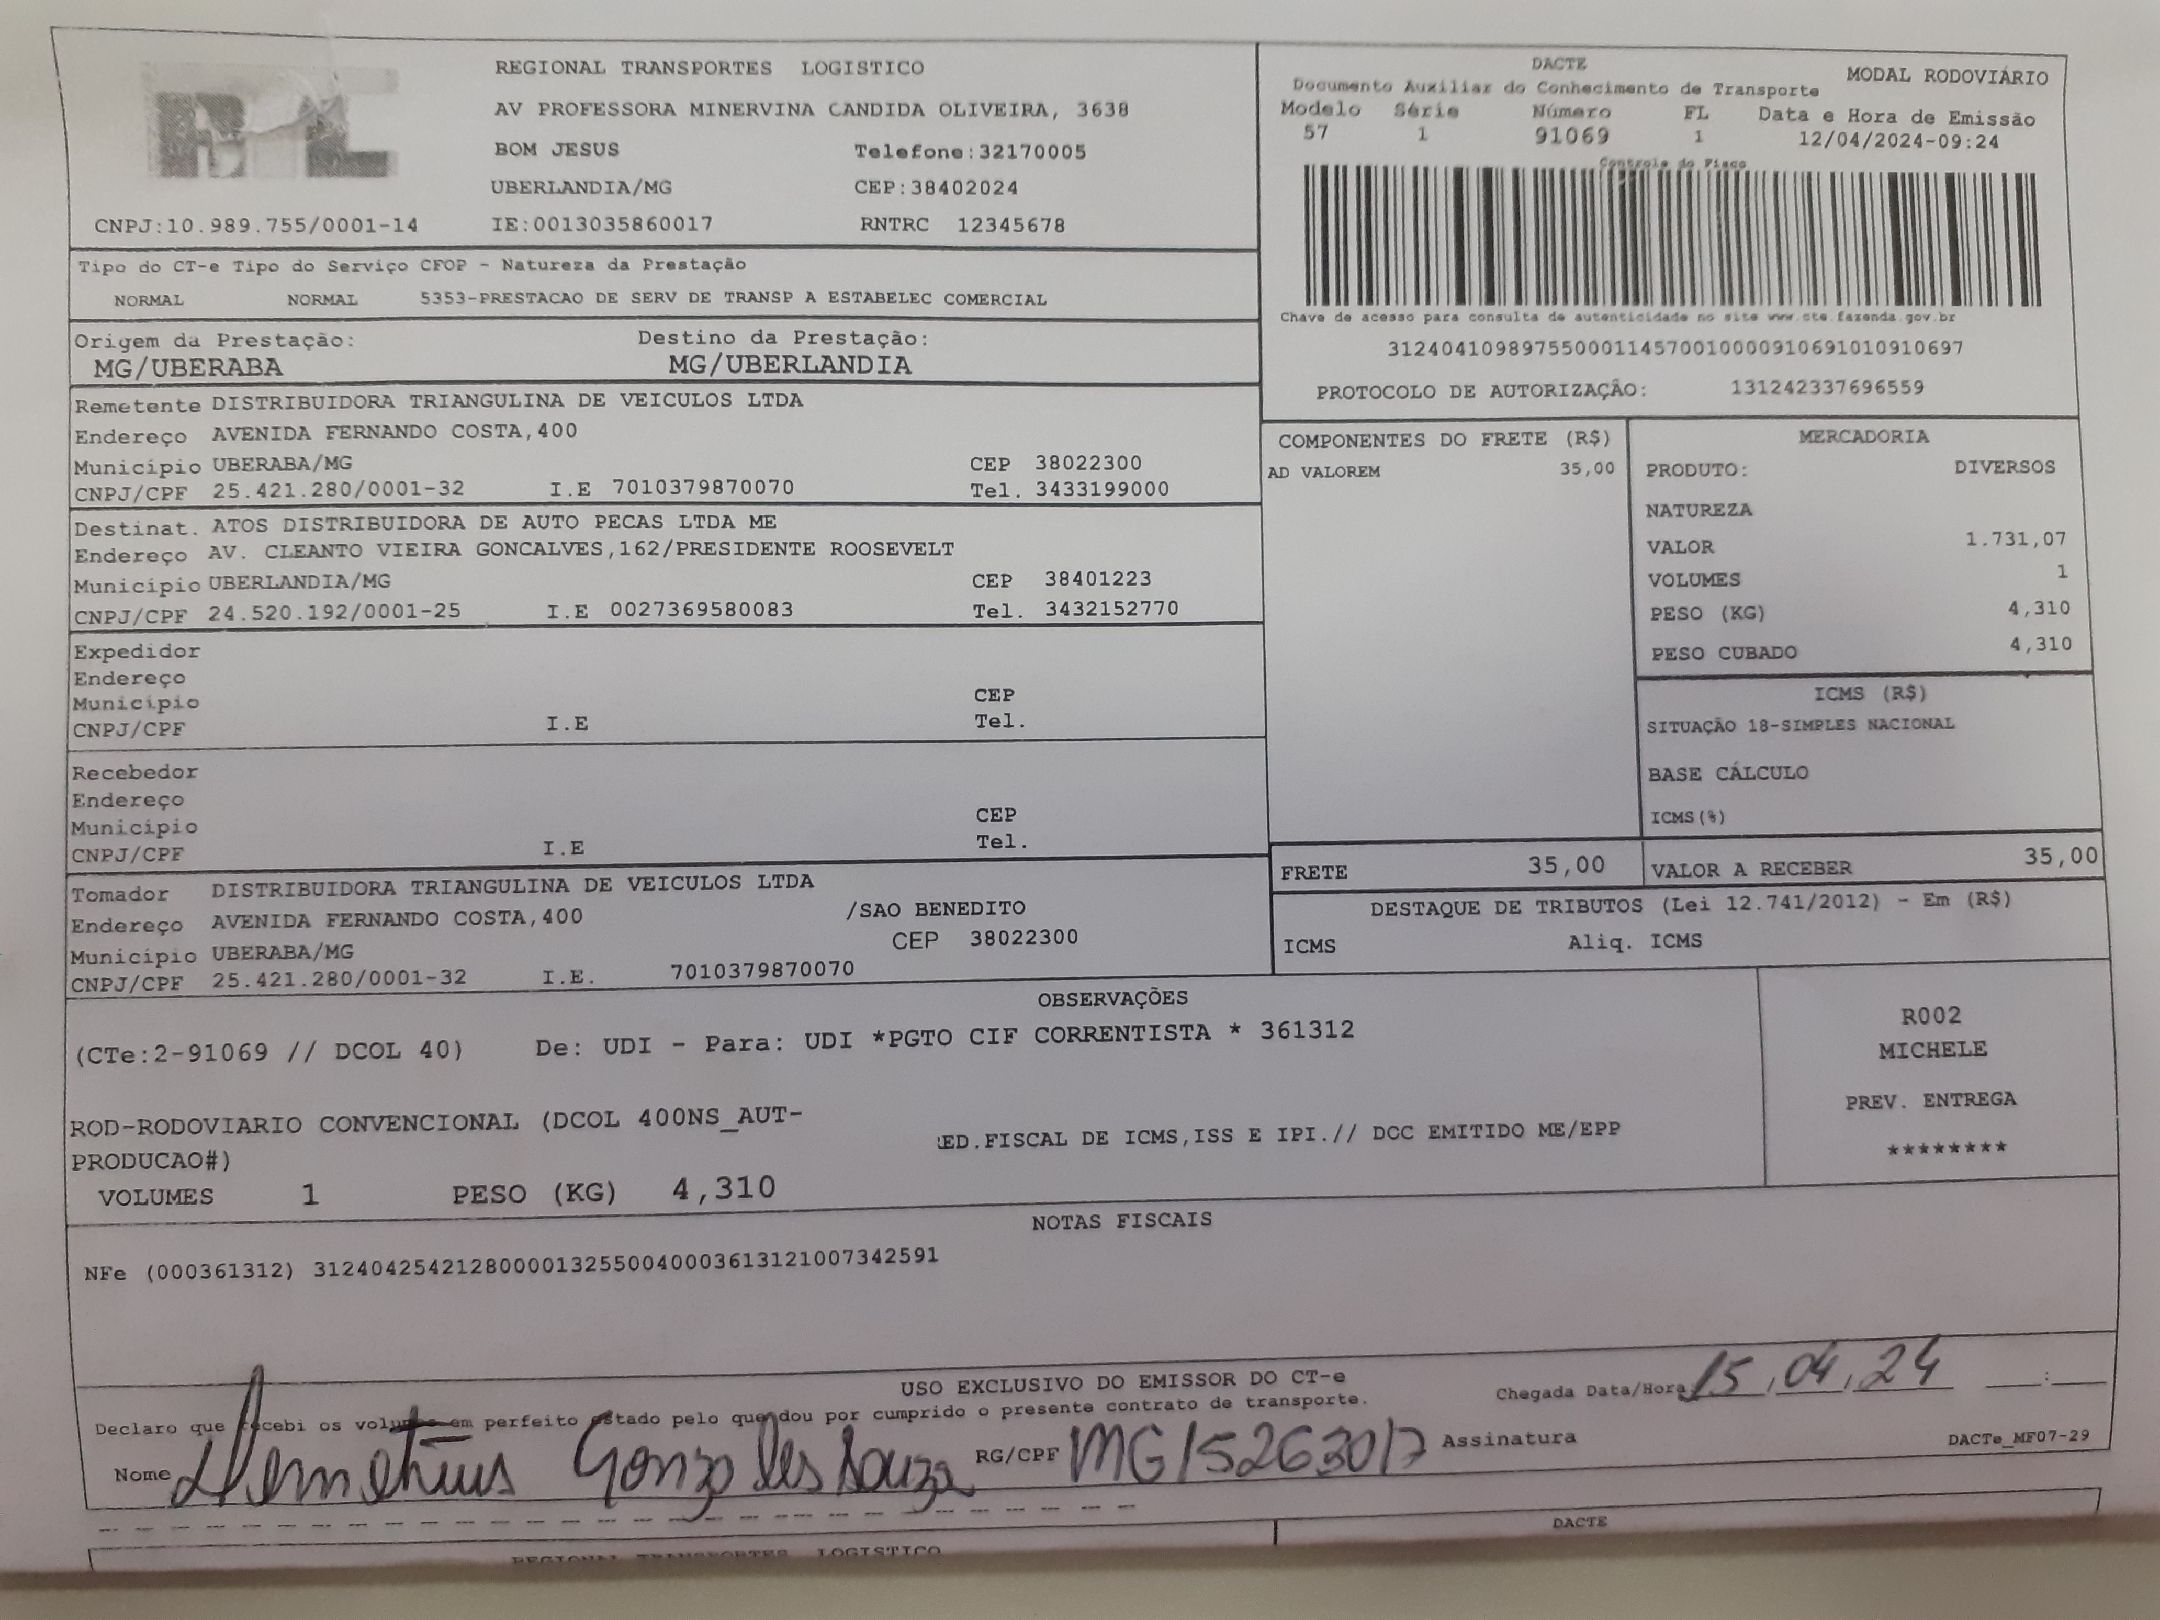 RTL
REGIONAL TRANSPORTES LOGISTICO
AV PROFESSORA MINERVINA CANDIDA OLIVEIRA, 3638
BOM JESUS Telefone:32170005
UBERLANDIA/MG CEP:38402024
CNPJ:10.989.755/0001-14 IE:0013035860017 RNTRC 12345678
DACTE
MODAL RODOVIÁRIO
Documento Auxiliar do Conhecimento de Transporte
Modelo Série Número FL Data e Hora de Emissão
57 1 91069 1 12/04/2024-09:24
Controle do Fisco
Chave de acesso para consulta de autenticidade no site www.cte.fazenda.gov.br
31240410989755000114570010000910691010910697
PROTOCOLO DE AUTORIZAÇÃO: 131242337696559
Tipo do CT-e Tipo do Serviço CFOP - Natureza da Prestação
NORMAL NORMAL 5353-PRESTACAO DE SERV DE TRANSP A ESTABELEC COMERCIAL
Origem da Prestação: Destino da Prestação:
MG/UBERABA MG/UBERLANDIA
Remetente DISTRIBUIDORA TRIANGULINA DE VEICULOS LTDA
Endereço AVENIDA FERNANDO COSTA,400
Município UBERABA/MG CEP 38022300
CNPJ/CPF 25.421.280/0001-32 I.E 7010379870070 Tel. 3433199000
Destinat. ATOS DISTRIBUIDORA DE AUTO PECAS LTDA ME
Endereço AV. CLEANTO VIEIRA GONCALVES,162/PRESIDENTE ROOSEVELT
Município UBERLANDIA/MG CEP 38401223
CNPJ/CPF 24.520.192/0001-25 I.E 0027369580083 Tel. 3432152770
Expedidor
Endereço
Município CEP
CNPJ/CPF I.E Tel.
Recebedor
Endereço
Município CEP
CNPJ/CPF I.E Tel.
Tomador DISTRIBUIDORA TRIANGULINA DE VEICULOS LTDA
Endereço AVENIDA FERNANDO COSTA,400 /SAO BENEDITO
Município UBERABA/MG CEP 38022300
CNPJ/CPF 25.421.280/0001-32 I.E. 7010379870070
COMPONENTES DO FRETE (R$)
AD VALOREM 35,00
MERCADORIA
PRODUTO: DIVERSOS
NATUREZA
VALOR 1.731,07
VOLUMES 1
PESO (KG) 4,310
PESO CUBADO 4,310
ICMS (R$)
SITUAÇÃO 18-SIMPLES NACIONAL
BASE CÁLCULO
ICMS(%)
FRETE 35,00 VALOR A RECEBER 35,00
DESTAQUE DE TRIBUTOS (Lei 12.741/2012) - Em (R$)
ICMS Aliq. ICMS
OBSERVAÇÕES
(CTe:2-91069 // DCOL 40) De: UDI - Para: UDI *PGTO CIF CORRENTISTA * 361312
ROD-RODOVIARIO CONVENCIONAL (DCOL 400NS_AUT-
PRODUCAO#)
ED.FISCAL DE ICMS,ISS E IPI.// DOC EMITIDO ME/EPP
VOLUMES 1 PESO (KG) 4,310
R002
MICHELE
PREV. ENTREGA
********
NOTAS FISCAIS
NFe (000361312) 31240425421280000132550040003613121007342591
USO EXCLUSIVO DO EMISSOR DO CT-e
Declaro que recebi os volumes em perfeito estado pelo que dou por cumprido o presente contrato de transporte.
Chegada Data/Hora 15,04,24 :
Nome Demetrius Gonzales Souza RG/CPF MG15263017 Assinatura
DACTe_MF07-29
DACTE
REGIONAL TRANSPORTES LOGISTICO